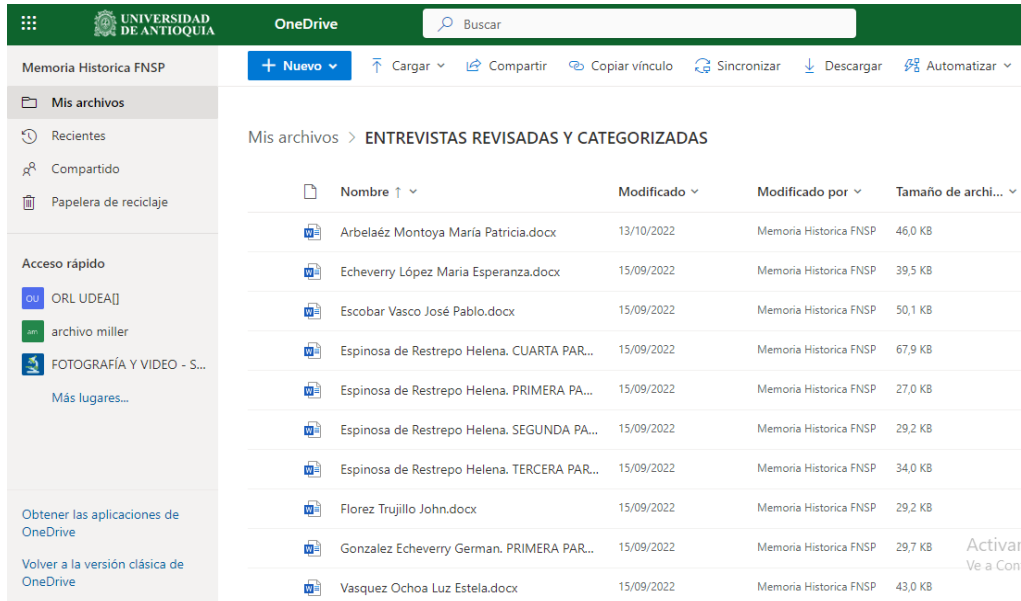 UNIVERSIDAD
DE ANTIOQUIA
OneDrive
Buscar
Memoria Historica FNSP
Mis archivos
Recientes
Compartido
Papelera de reciclaje
Acceso rápido
OU ORL UDEA[]
am archivo miller
FOTOGRAFÍA Y VIDEO - S...
Más lugares...
Obtener las aplicaciones de
OneDrive
Volver a la versión clásica de
OneDrive
+ Nuevo Cargar Compartir Copiar vínculo Sincronizar Descargar Automatizar
Mis archivos > ENTREVISTAS REVISADAS Y CATEGORIZADAS
Nombre ↑ Modificado Modificado por Tamaño de archi...
Arbelaéz Montoya María Patricia.docx 13/10/2022 Memoria Historica FNSP 46,0 KB
Echeverry López Maria Esperanza.docx 15/09/2022 Memoria Historica FNSP 39,5 KB
Escobar Vasco José Pablo.docx 15/09/2022 Memoria Historica FNSP 50,1 KB
Espinosa de Restrepo Helena. CUARTA PAR... 15/09/2022 Memoria Historica FNSP 67,9 KB
Espinosa de Restrepo Helena. PRIMERA PA... 15/09/2022 Memoria Historica FNSP 27,0 KB
Espinosa de Restrepo Helena. SEGUNDA PA... 15/09/2022 Memoria Historica FNSP 29,2 KB
Espinosa de Restrepo Helena. TERCERA PAR... 15/09/2022 Memoria Historica FNSP 34,0 KB
Florez Trujillo John.docx 15/09/2022 Memoria Historica FNSP 29,2 KB
Gonzalez Echeverry German. PRIMERA PAR... 15/09/2022 Memoria Historica FNSP 29,7 KB
Vasquez Ochoa Luz Estela.docx 15/09/2022 Memoria Historica FNSP 43,0 KB
Activar
Ve a Con